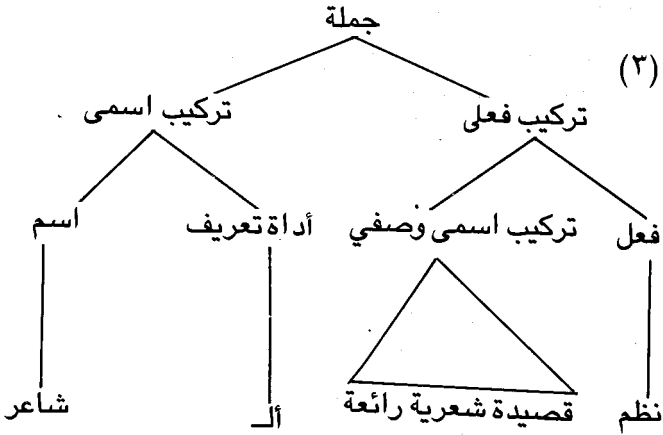 جملة
(٣)
تركيب فعلى تركيب اسمى
فعل تركيب اسمى وصفي أداة تعريف اسم
نظم قصيدة شعرية رائعة ألـ شاعر